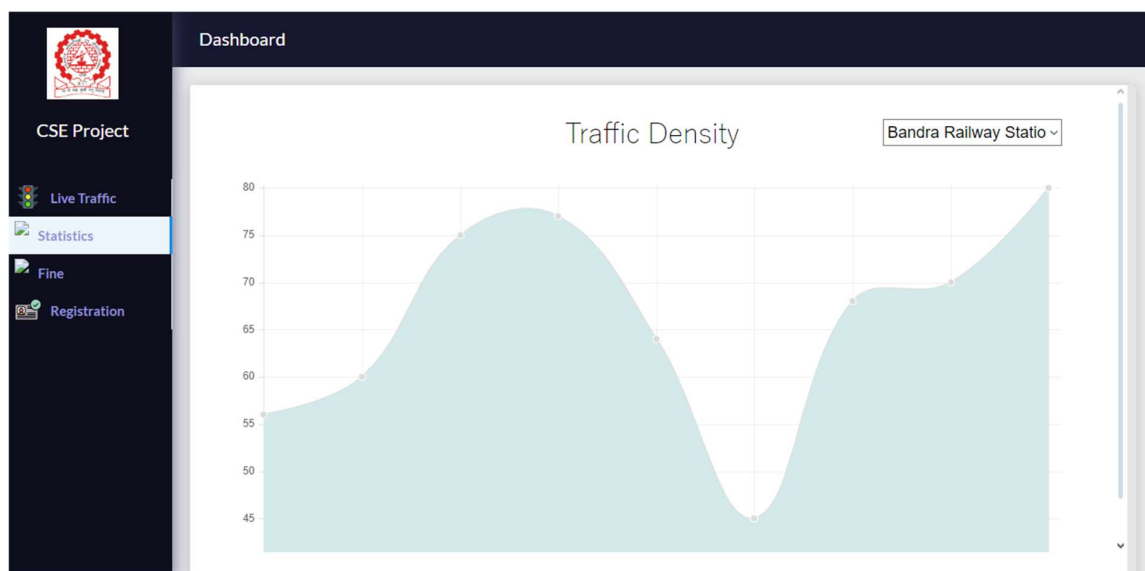 Dashboard
CSE Project
Live Traffic
Statistics
Fine
Registration
Traffic Density
Bandra Railway Statio
80
75
70
65
60
55
50
45